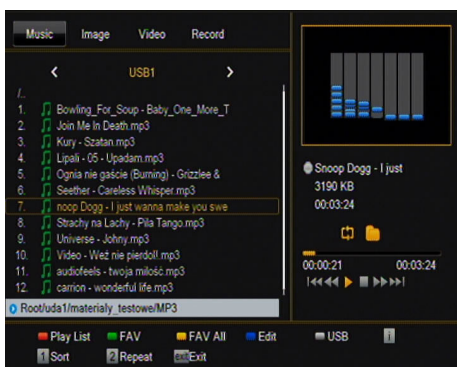 Music Image Video Record
USB1
/..
1. Bowling_For_Soup - Baby_One_More_T
2. Join Me In Death.mp3
3. Kury - Szatan.mp3
4. Lipali - 05 - Upadam.mp3
5. Ognia nie gaście (Burning) - Grizzlee &
6. Seether - Careless Whisper.mp3
7. noop Dogg - I just wanna make you swe
8. Strachy na Lachy - Piła Tango.mp3
9. Universe - Johny.mp3
10. Video - Weź nie pierdol!.mp3
11. audiofeels - twoja miłość.mp3
12. carrion - wonderful life.mp3
Root/uda1/materialy_testowe/MP3
Snoop Dogg - I just
3190 KB
00:03:24
00:00:21 00:03:24
Play List FAV FAV All Edit USB i
1 Sort 2 Repeat exit Exit